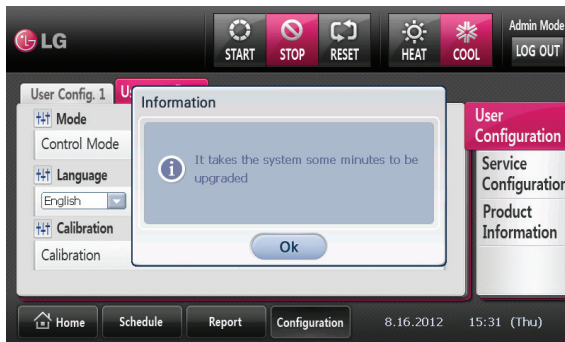 LG
START
STOP
RESET
HEAT
COOL
Admin Mode
LOG OUT
User Config. 1
Information
Mode
Control Mode
It takes the system some minutes to be
upgraded
User
Configuration
Language
English
Service
Configuration
Calibration
Calibration
Product
Information
Ok
Home
Schedule
Report
Configuration
8.16.2012
15:31 (Thu)